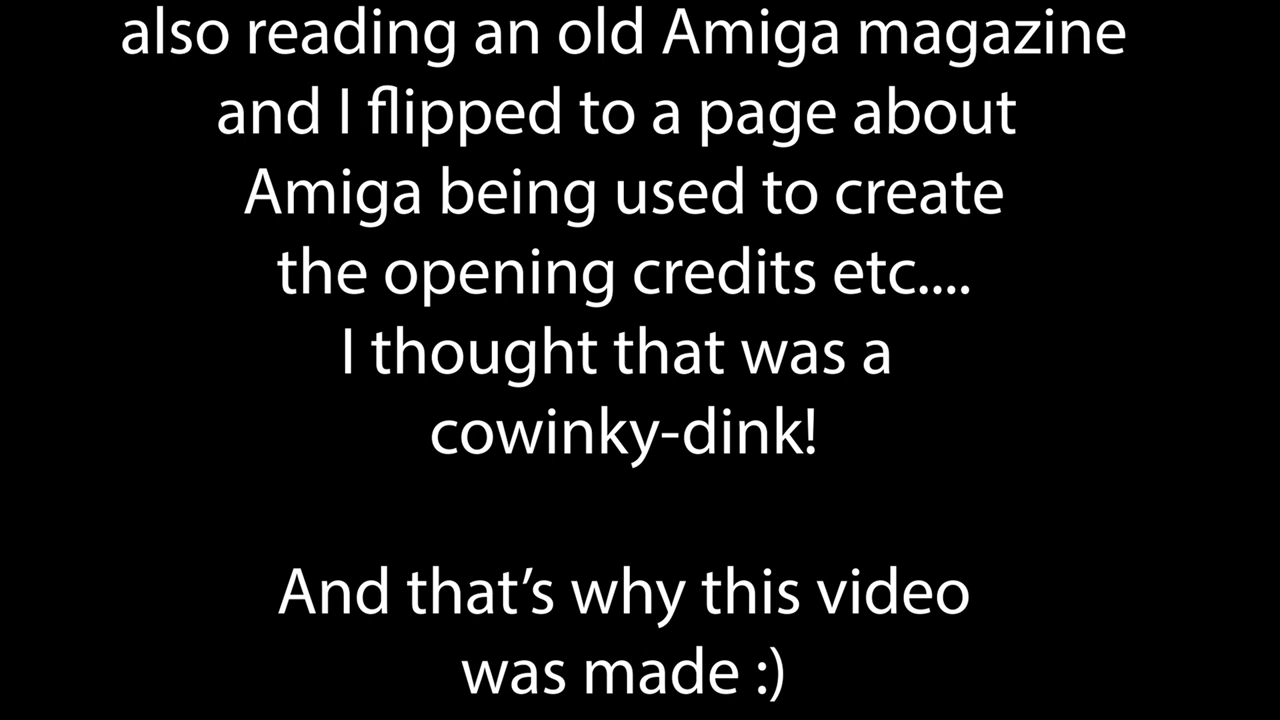 also reading an old Amiga magazine
and I flipped to a page about
Amiga being used to create
the opening credits etc....
I thought that was a
cowinky-dink!
And that’s why this video
was made :)